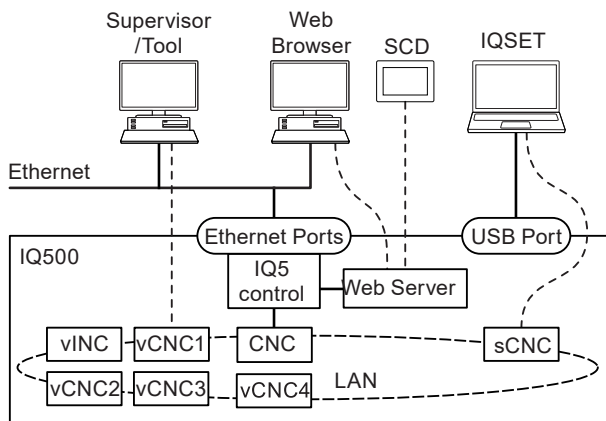 Supervisor
/Tool
Web
Browser
SCD
IQSET
Ethernet
Ethernet Ports
USB Port
IQ500
IQ5
control
Web Server
vINC
vCNC1
CNC
sCNC
vCNC2
vCNC3
vCNC4
LAN